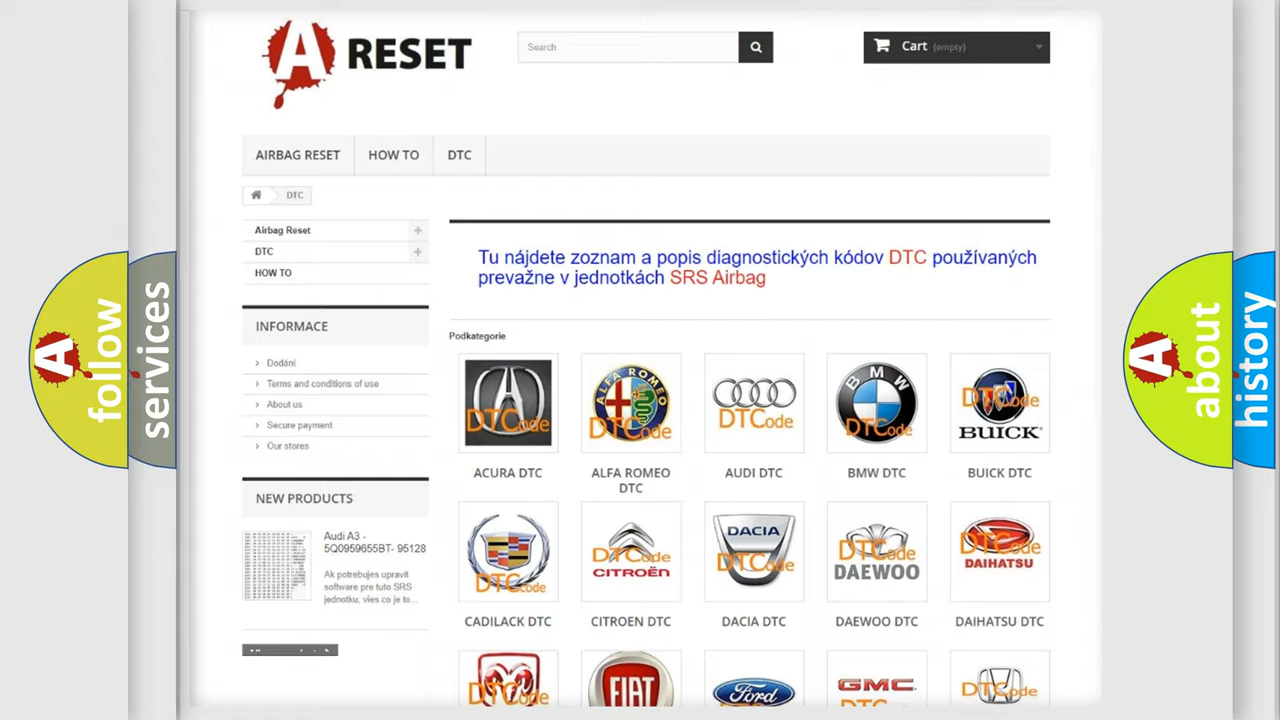 A RESET
Search
Cart (empty)
AIRBAG RESET
HOW TO
DTC
DTC
Airbag Reset
DTC
HOW TO
INFORMACE
Dodání
Terms and conditions of use
About us
Secure payment
Our stores
NEW PRODUCTS
Audi A3 -
5Q0959655BT- 95128
Ak potrebujes upravit
software pre tuto SRS
jednotku, vies co je to...
Tu nájdete zoznam a popis diagnostických kódov DTC používaných
prevažne v jednotkách SRS Airbag
Podkategorie
DTCode
ALFA ROMEO
DTCode
DTCode
BMW
DTCode
DTCode
BUICK
ACURA DTC
ALFA ROMEO
DTC
AUDI DTC
BMW DTC
BUICK DTC
DTCode
DTCode
CITROËN
DACIA
DTCode
DTCode
DAEWOO
DTCode
DAIHATSU
CADILACK DTC
CITROEN DTC
DACIA DTC
DAEWOO DTC
DAIHATSU DTC
DTCode
FIAT
Ford
GMC
DTCode
A follow
services
A about
history